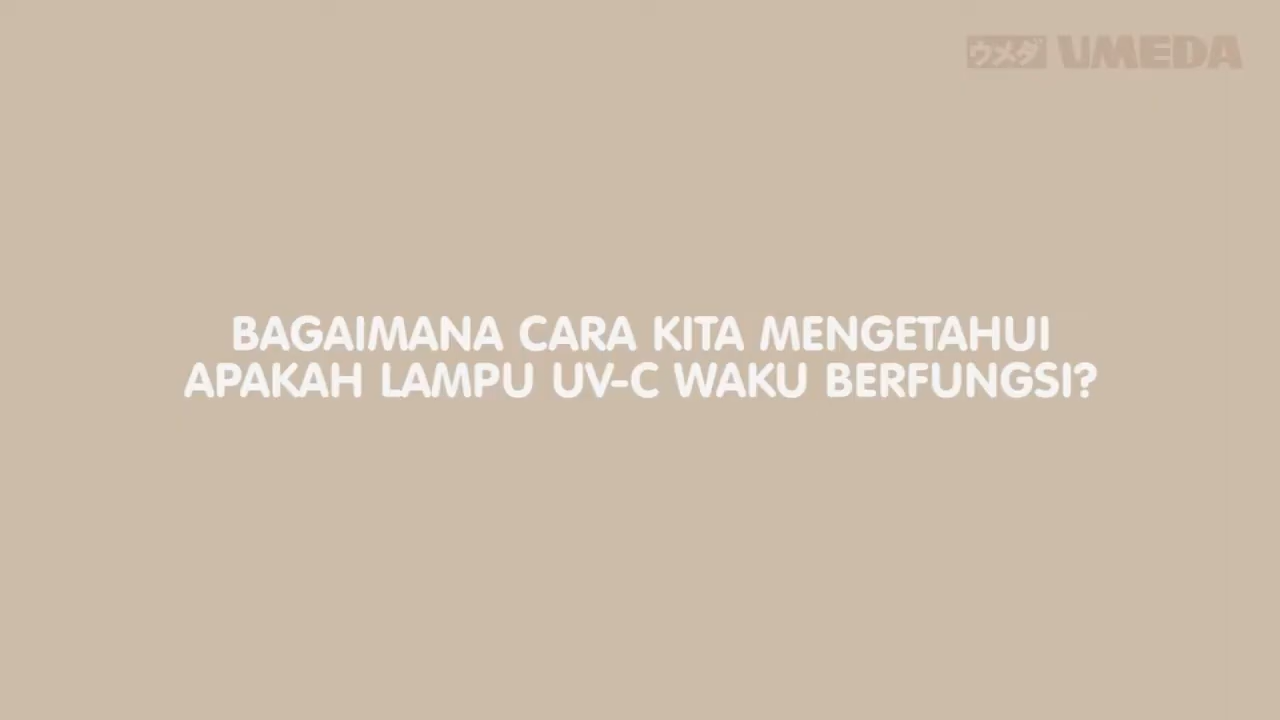 ウメダ UMEDA
BAGAIMANA CARA KITA MENGETAHUI
APAKAH LAMPU UV-C WAKU BERFUNGSI?